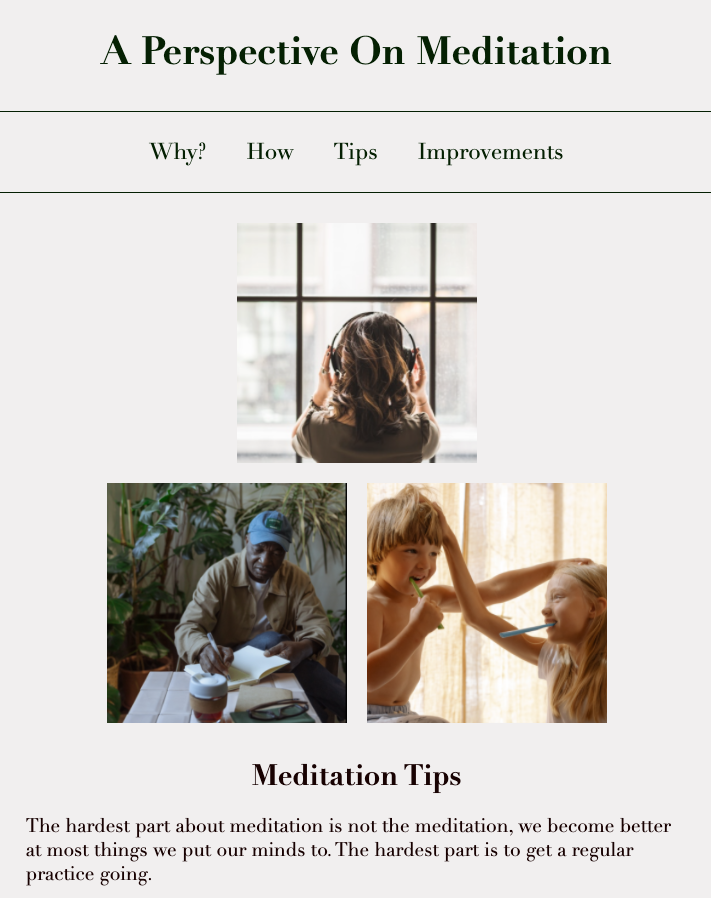 A Perspective On Meditation
Why? How Tips Improvements
Meditation Tips
The hardest part about meditation is not the meditation, we become better
at most things we put our minds to. The hardest part is to get a regular
practice going.